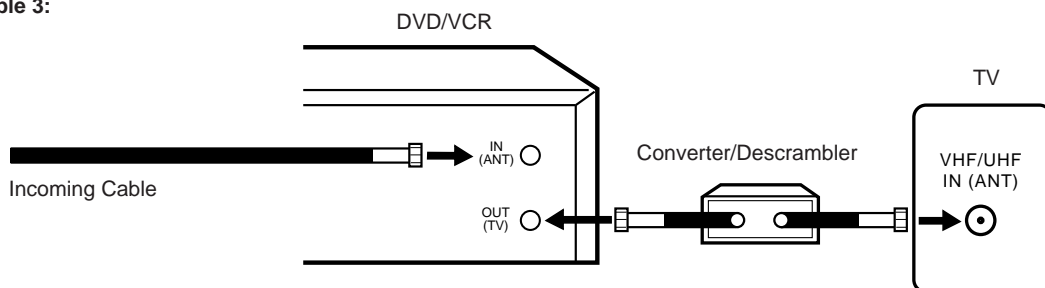 ble 3:
DVD/VCR
TV
IN
(ANT)
Incoming Cable
Converter/Descrambler
VHF/UHF
IN (ANT)
OUT
(TV)